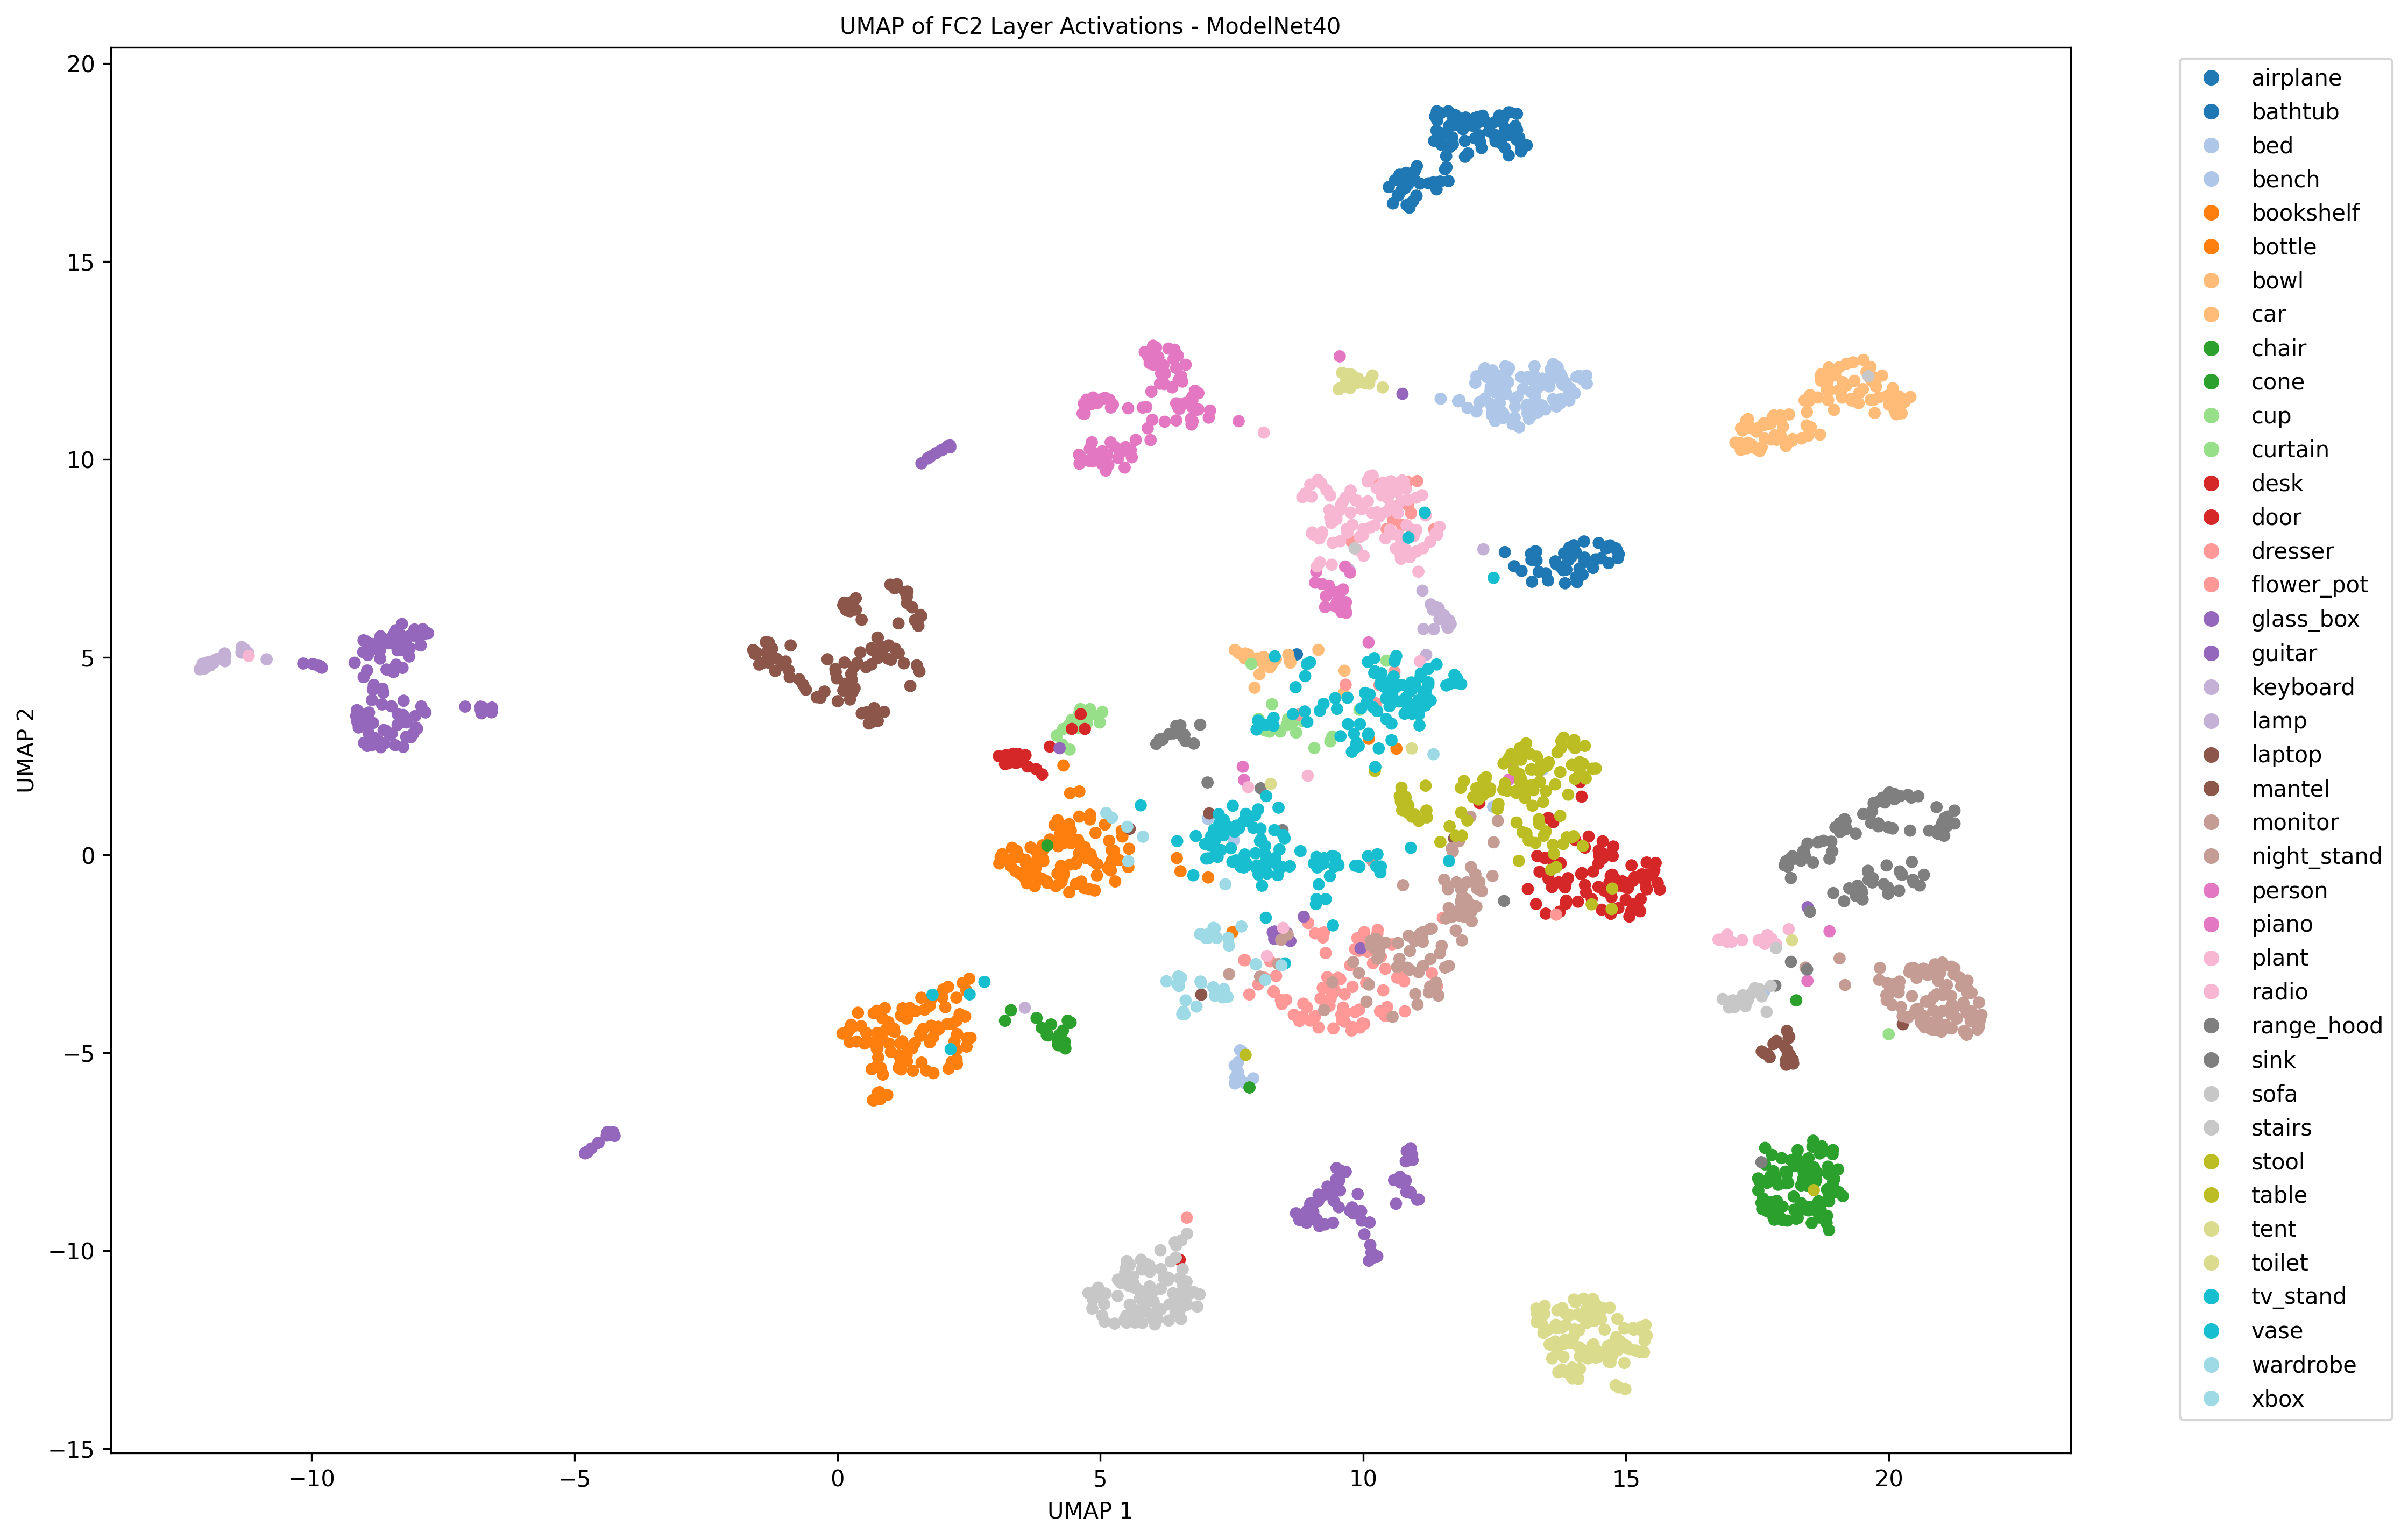 UMAP of FC2 Layer Activations - ModelNet40
20
15
10
5
0
−5
−10
−15
UMAP 2
−10
−5
0
5
10
15
20
UMAP 1
airplane
bathtub
bed
bench
bookshelf
bottle
bowl
car
chair
cone
cup
curtain
desk
door
dresser
flower_pot
glass_box
guitar
keyboard
lamp
laptop
mantel
monitor
night_stand
person
piano
plant
radio
range_hood
sink
sofa
stairs
stool
table
tent
toilet
tv_stand
vase
wardrobe
xbox